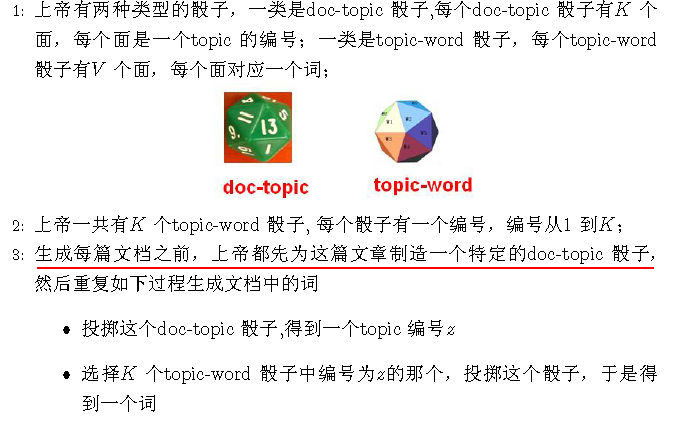 1: 上帝有两种类型的骰子，一类是doc-topic 骰子,每个doc-topic 骰子有K 个
面，每个面是一个topic 的编号；一类是topic-word 骰子，每个topic-word
骰子有V 个面，每个面对应一个词；
11
13
9.
doc-topic
topic-word
2: 上帝一共有K 个topic-word 骰子, 每个骰子有一个编号，编号从1 到K；
3: 生成每篇文档之前，上帝都先为这篇文章制造一个特定的doc-topic 骰子，
然后重复如下过程生成文档中的词
• 投掷这个doc-topic 骰子,得到一个topic 编号z
• 选择K 个topic-word 骰子中编号为z的那个，投掷这个骰子，于是得
到一个词